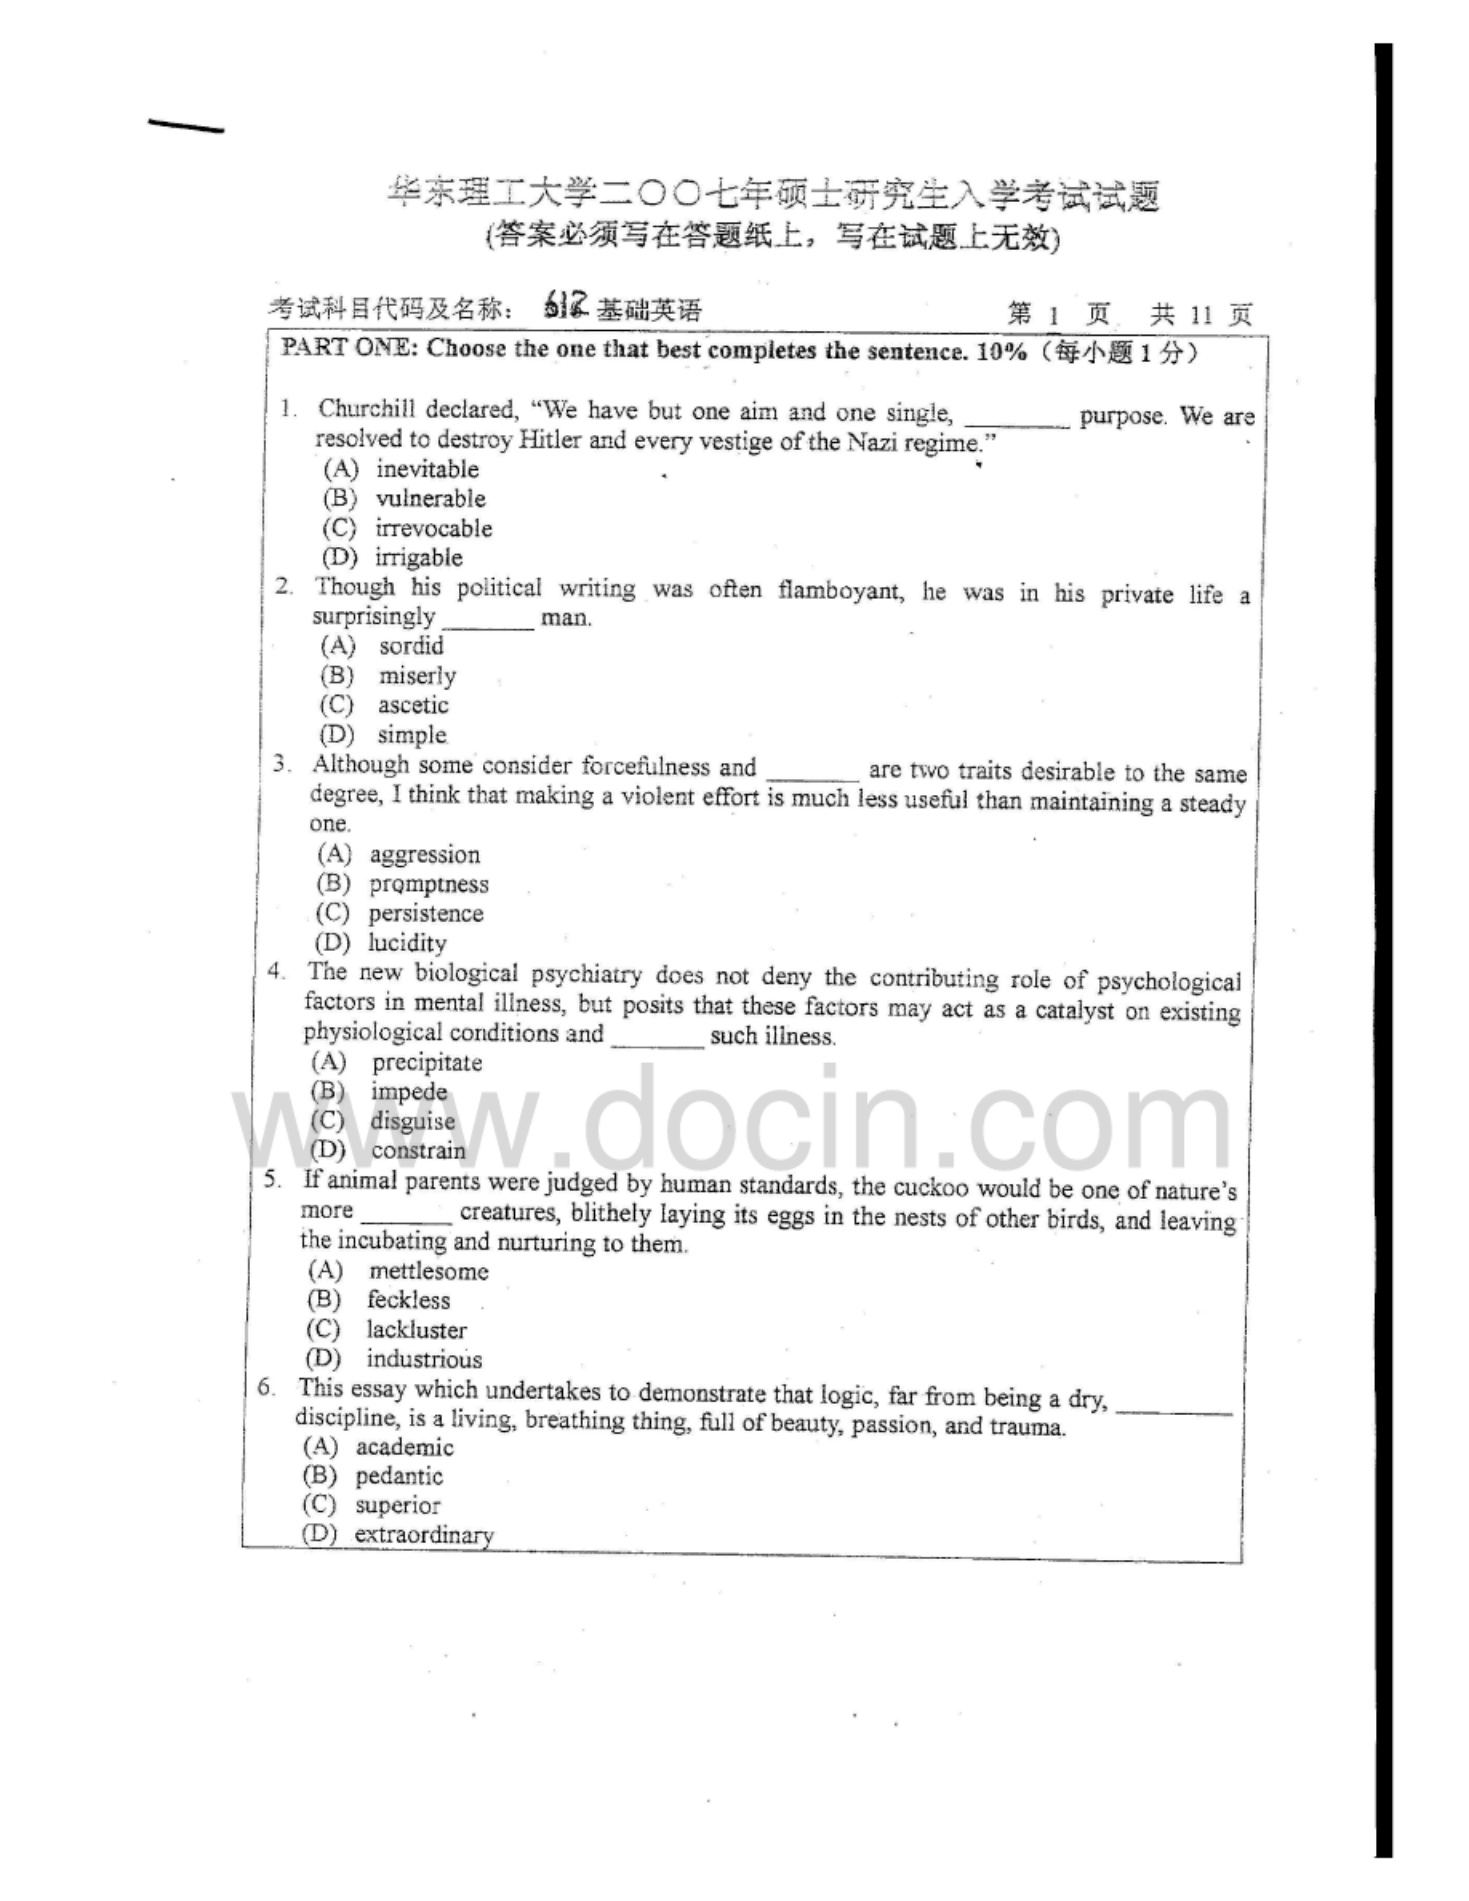 华东理工大学二〇〇七年硕士研究生入学考试试题
(答案必须写在答题纸上，写在试题上无效)
考试科目代码及名称： 612 基础英语 第 1 页 共 11 页
PART ONE: Choose the one that best completes the sentence. 10%（每小题 1 分）
1. Churchill declared, “We have but one aim and one single, ________ purpose. We are
resolved to destroy Hitler and every vestige of the Nazi regime.”
(A) inevitable
(B) vulnerable
(C) irrevocable
(D) irrigable
2. Though his political writing was often flamboyant, he was in his private life a
surprisingly _______ man.
(A) sordid
(B) miserly
(C) ascetic
(D) simple
3. Although some consider forcefulness and _______ are two traits desirable to the same
degree, I think that making a violent effort is much less useful than maintaining a steady
one.
(A) aggression
(B) promptness
(C) persistence
(D) lucidity
4. The new biological psychiatry does not deny the contributing role of psychological
factors in mental illness, but posits that these factors may act as a catalyst on existing
physiological conditions and _______ such illness.
(A) precipitate
(B) impede
(C) disguise
(D) constrain
www.docin.com
5. If animal parents were judged by human standards, the cuckoo would be one of nature’s
more _______ creatures, blithely laying its eggs in the nests of other birds, and leaving
the incubating and nurturing to them.
(A) mettlesome
(B) feckless
(C) lackluster
(D) industrious
6. This essay which undertakes to demonstrate that logic, far from being a dry, _________
discipline, is a living, breathing thing, full of beauty, passion, and trauma.
(A) academic
(B) pedantic
(C) superior
(D) extraordinary